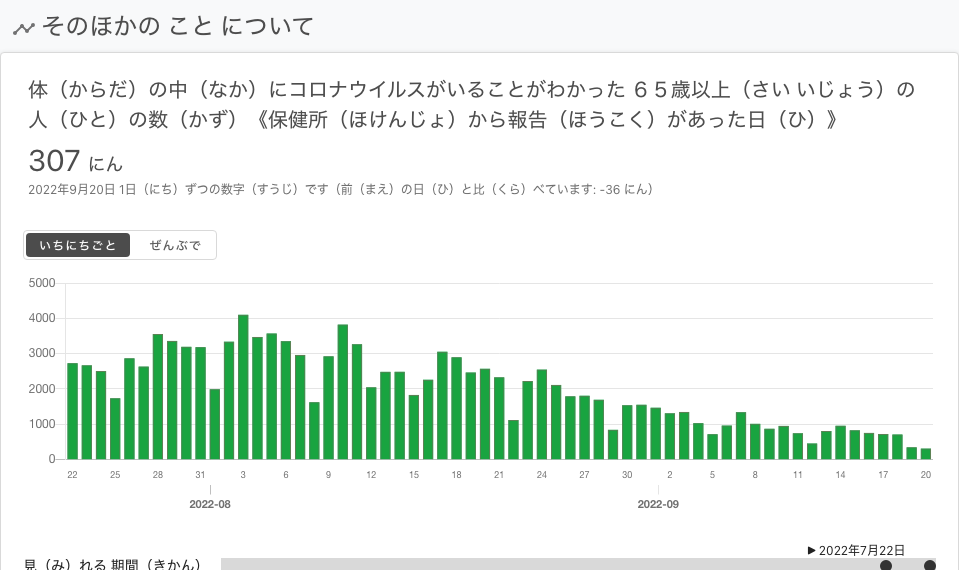 そのほかの こと について
体（からだ）の中（なか）にコロナウイルスがいることがわかった ６５歳以上（さい いじょう）の
人（ひと）の数（かず）《保健所（ほけんじょ）から報告（ほうこく）があった日（ひ）》
307 にん
2022年9月20日 1日（にち）ずつの数字（すうじ）です（前（まえ）の日（ひ）と比（くら）べています: -36 にん）
いちにちごと ぜんぶで
5000
4000
3000
2000
1000
0
22 25 28 31 3 6 9 12 15 18 21 24 27 30 2 5 8 11 14 17 20
2022-08 2022-09
▶ 2022年7月22日
見（み）れる 期間（きかん）